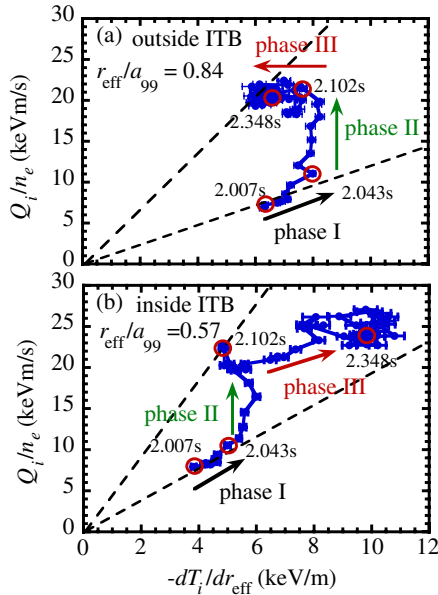 30
(a) outside ITB
phase III
25
r_eff/a_99 = 0.84
2.102s
20
2.348s
phase II
15
10
2.007s
2.043s
5
phase I
0
Q_i/n_e (keVm/s)
30
(b) inside ITB
25
r_eff/a_99 =0.57
2.102s
2.348s
20
phase III
15
phase II
2.007s
2.043s
10
5
phase I
0
Q_i/n_e (keVm/s)
0 2 4 6 8 10 12
-dT_i/dr_eff (keV/m)